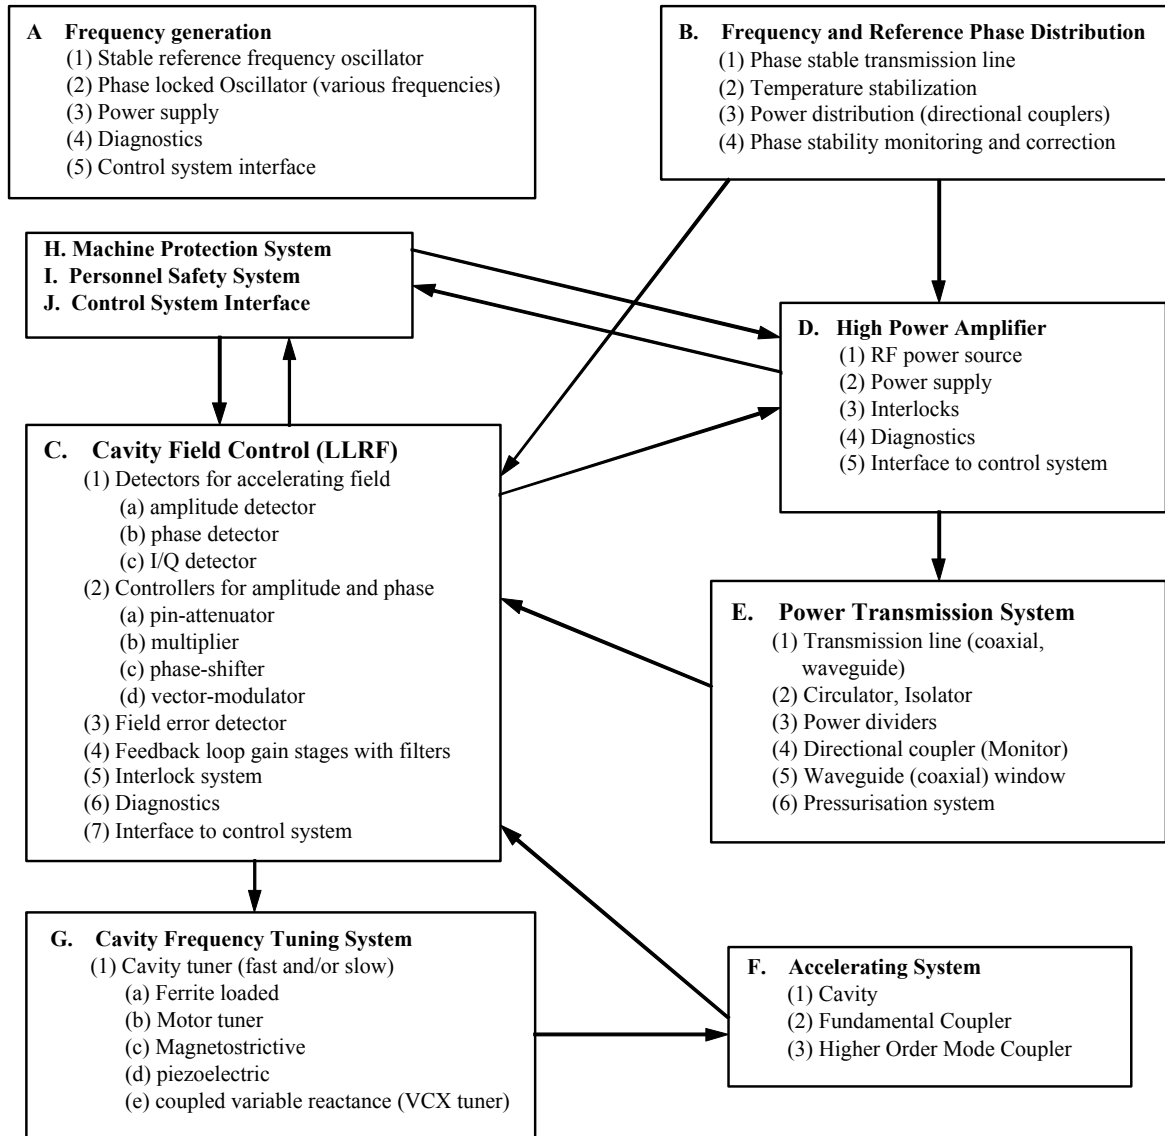 A Frequency generation
(1) Stable reference frequency oscillator
(2) Phase locked Oscillator (various frequencies)
(3) Power supply
(4) Diagnostics
(5) Control system interface
B. Frequency and Reference Phase Distribution
(1) Phase stable transmission line
(2) Temperature stabilization
(3) Power distribution (directional couplers)
(4) Phase stability monitoring and correction
H. Machine Protection System
I. Personnel Safety System
J. Control System Interface
D. High Power Amplifier
(1) RF power source
(2) Power supply
(3) Interlocks
(4) Diagnostics
(5) Interface to control system
C. Cavity Field Control (LLRF)
(1) Detectors for accelerating field
(a) amplitude detector
(b) phase detector
(c) I/Q detector
(2) Controllers for amplitude and phase
(a) pin-attenuator
(b) multiplier
(c) phase-shifter
(d) vector-modulator
(3) Field error detector
(4) Feedback loop gain stages with filters
(5) Interlock system
(6) Diagnostics
(7) Interface to control system
E. Power Transmission System
(1) Transmission line (coaxial,
waveguide)
(2) Circulator, Isolator
(3) Power dividers
(4) Directional coupler (Monitor)
(5) Waveguide (coaxial) window
(6) Pressurisation system
G. Cavity Frequency Tuning System
(1) Cavity tuner (fast and/or slow)
(a) Ferrite loaded
(b) Motor tuner
(c) Magnetostrictive
(d) piezoelectric
(e) coupled variable reactance (VCX tuner)
F. Accelerating System
(1) Cavity
(2) Fundamental Coupler
(3) Higher Order Mode Coupler